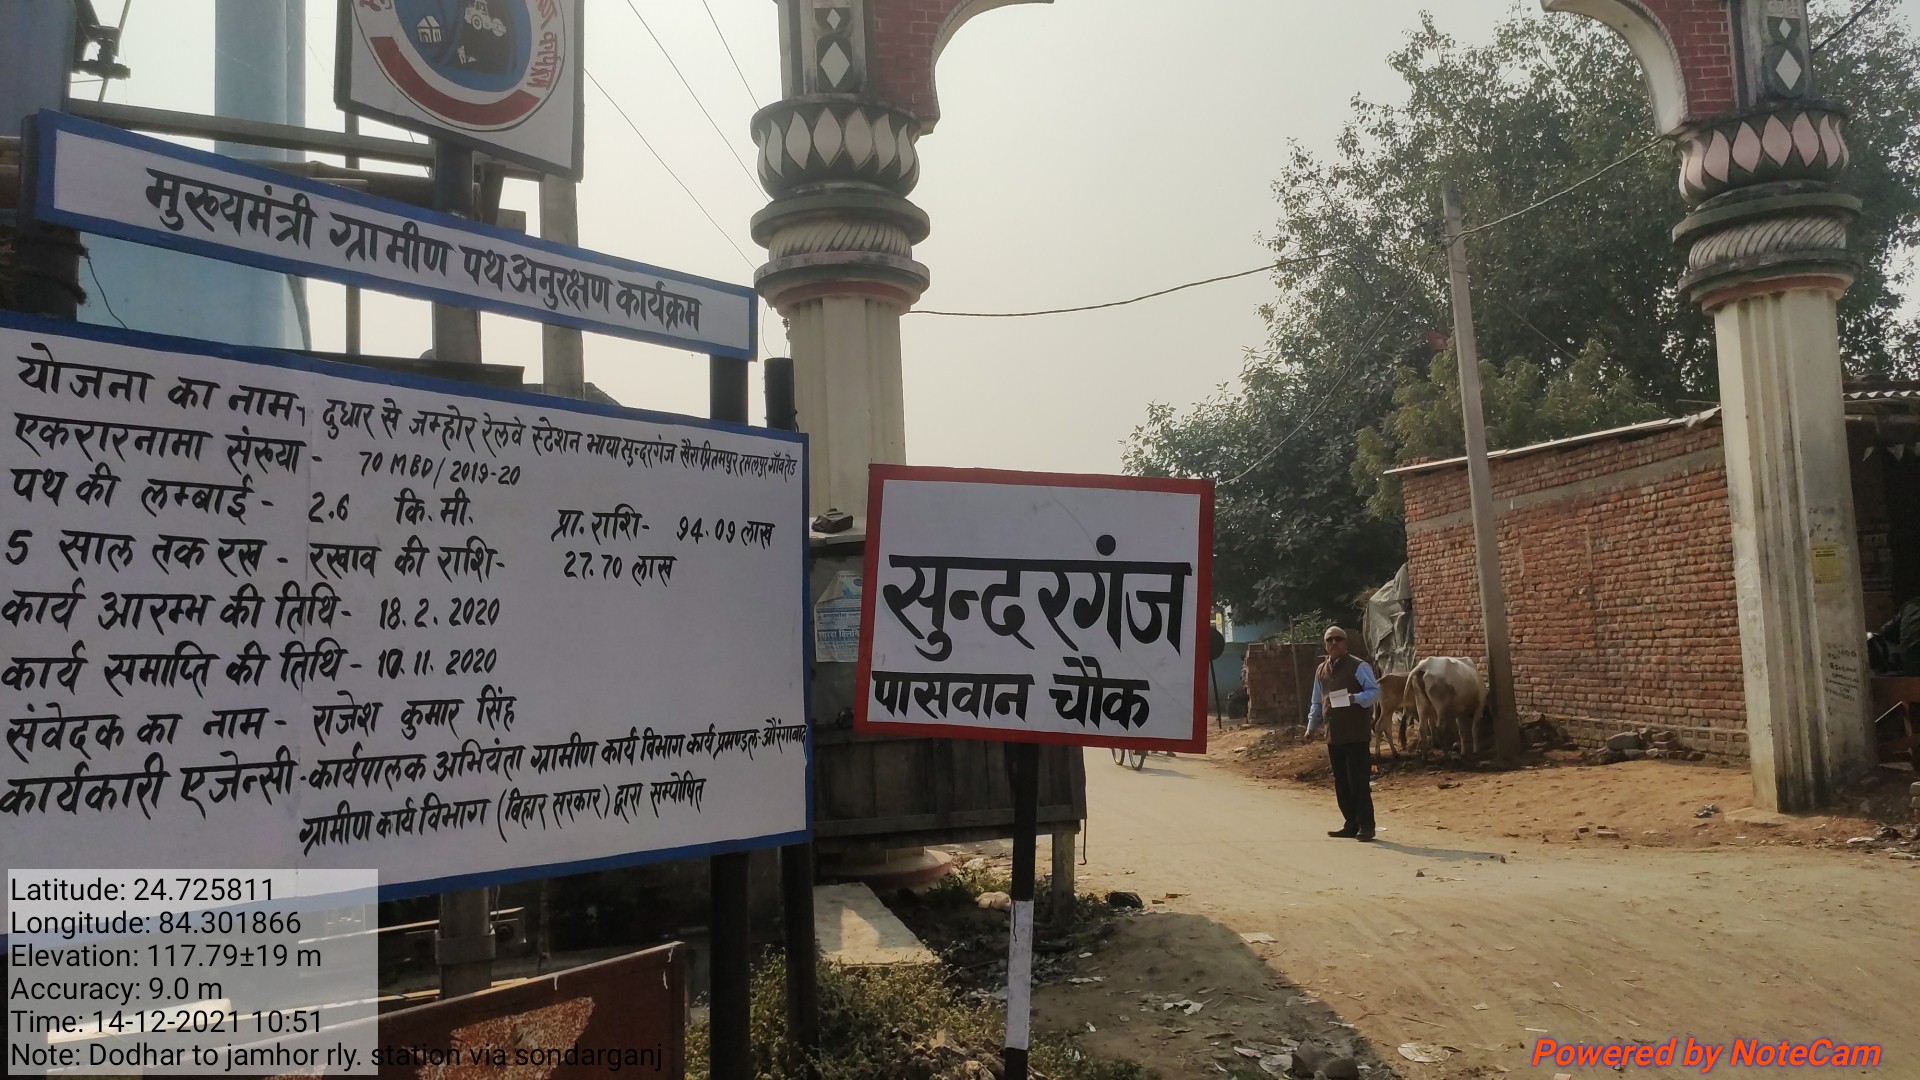 मुख्यमंत्री ग्रामीण पथ अनुरक्षण कार्यक्रम
योजना का नाम- दुधार से जम्होर रेलवे स्टेशन भाया सुन्दरगंज खैरा प्रितमपुर रमलपुर गाँव रोड
एकरारनामा संख्या - 70 MBD/2019-20
पथ की लम्बाई - 2.6 कि.मी. प्रा. राशि- 94.09 लाख
5 साल तक रख - रखाव की राशि- 27.70 लाख
कार्य आरम्भ की तिथि - 18.2.2020
कार्य समाप्ति की तिथि - 10.11.2020
संवेदक का नाम - राजेश कुमार सिंह
कार्यकारी एजेन्सी - कार्यपालक अभियंता ग्रामीण कार्य विभाग कार्य प्रमण्डल- औरंगाबाद
ग्रामीण कार्य विभाग (बिहार सरकार) द्वारा सम्पोषित
सुन्दरगंज
पासवान चौक
Latitude: 24.725811
Longitude: 84.301866
Elevation: 117.79±19 m
Accuracy: 9.0 m
Time: 14-12-2021 10:51
Note: Dodhar to jamhor rly. station via sondarganj
Powered by NoteCam